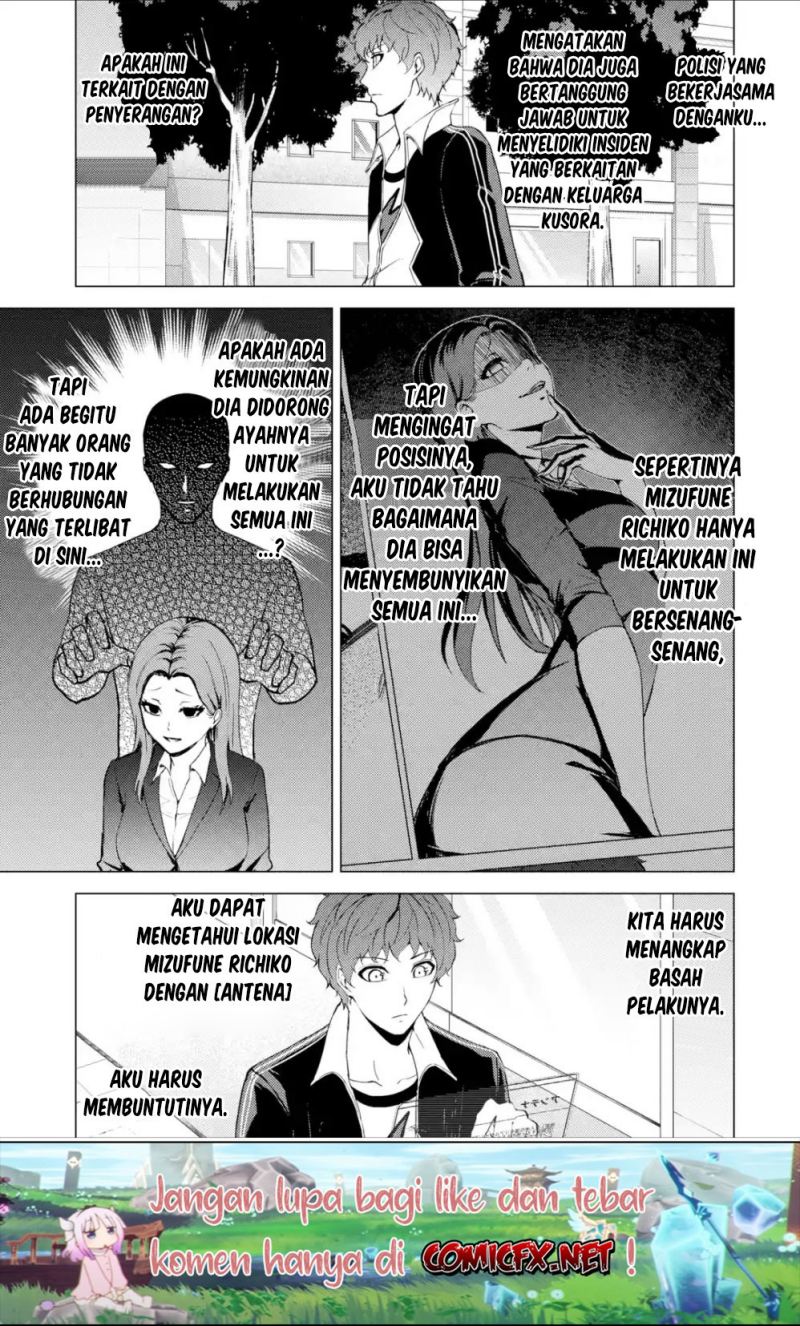 POLISI YANG
BEKERJASAMA
DENGANKU...
MENGATAKAN
BAHWA DIA JUGA
BERTANGGUNG
JAWAB UNTUK
MENYELIDIKI INSIDEN
YANG BERKAITAN
DENGAN KELUARGA
KUSORA.
APAKAH INI
TERKAIT DENGAN
PENYERANGAN?
SEPERTINYA
MIZUFUNE
RICHIKO HANYA
MELAKUKAN INI
UNTUK
BERSENANG-
SENANG,
TAPI
MENGINGAT
POSISINYA,
AKU TIDAK TAHU
BAGAIMANA
DIA BISA
MENYEMBUNYIKAN
SEMUA INI...
APAKAH ADA
KEMUNGKINAN
DIA DIDORONG
AYAHNYA
UNTUK
MELAKUKAN
SEMUA INI
...?
TAPI
ADA BEGITU
BANYAK ORANG
YANG TIDAK
BERHUBUNGAN
YANG TERLIBAT
DI SINI...
KITA HARUS
MENANGKAP
BASAH
PELAKUNYA.
AKU DAPAT
MENGETAHUI LOKASI
MIZUFUNE RICHIKO
DENGAN [ANTENA]
AKU HARUS
MEMBUNTUTINYA.
Jangan lupa bagi like dan tebar
komen hanya di COMICFX.NET !